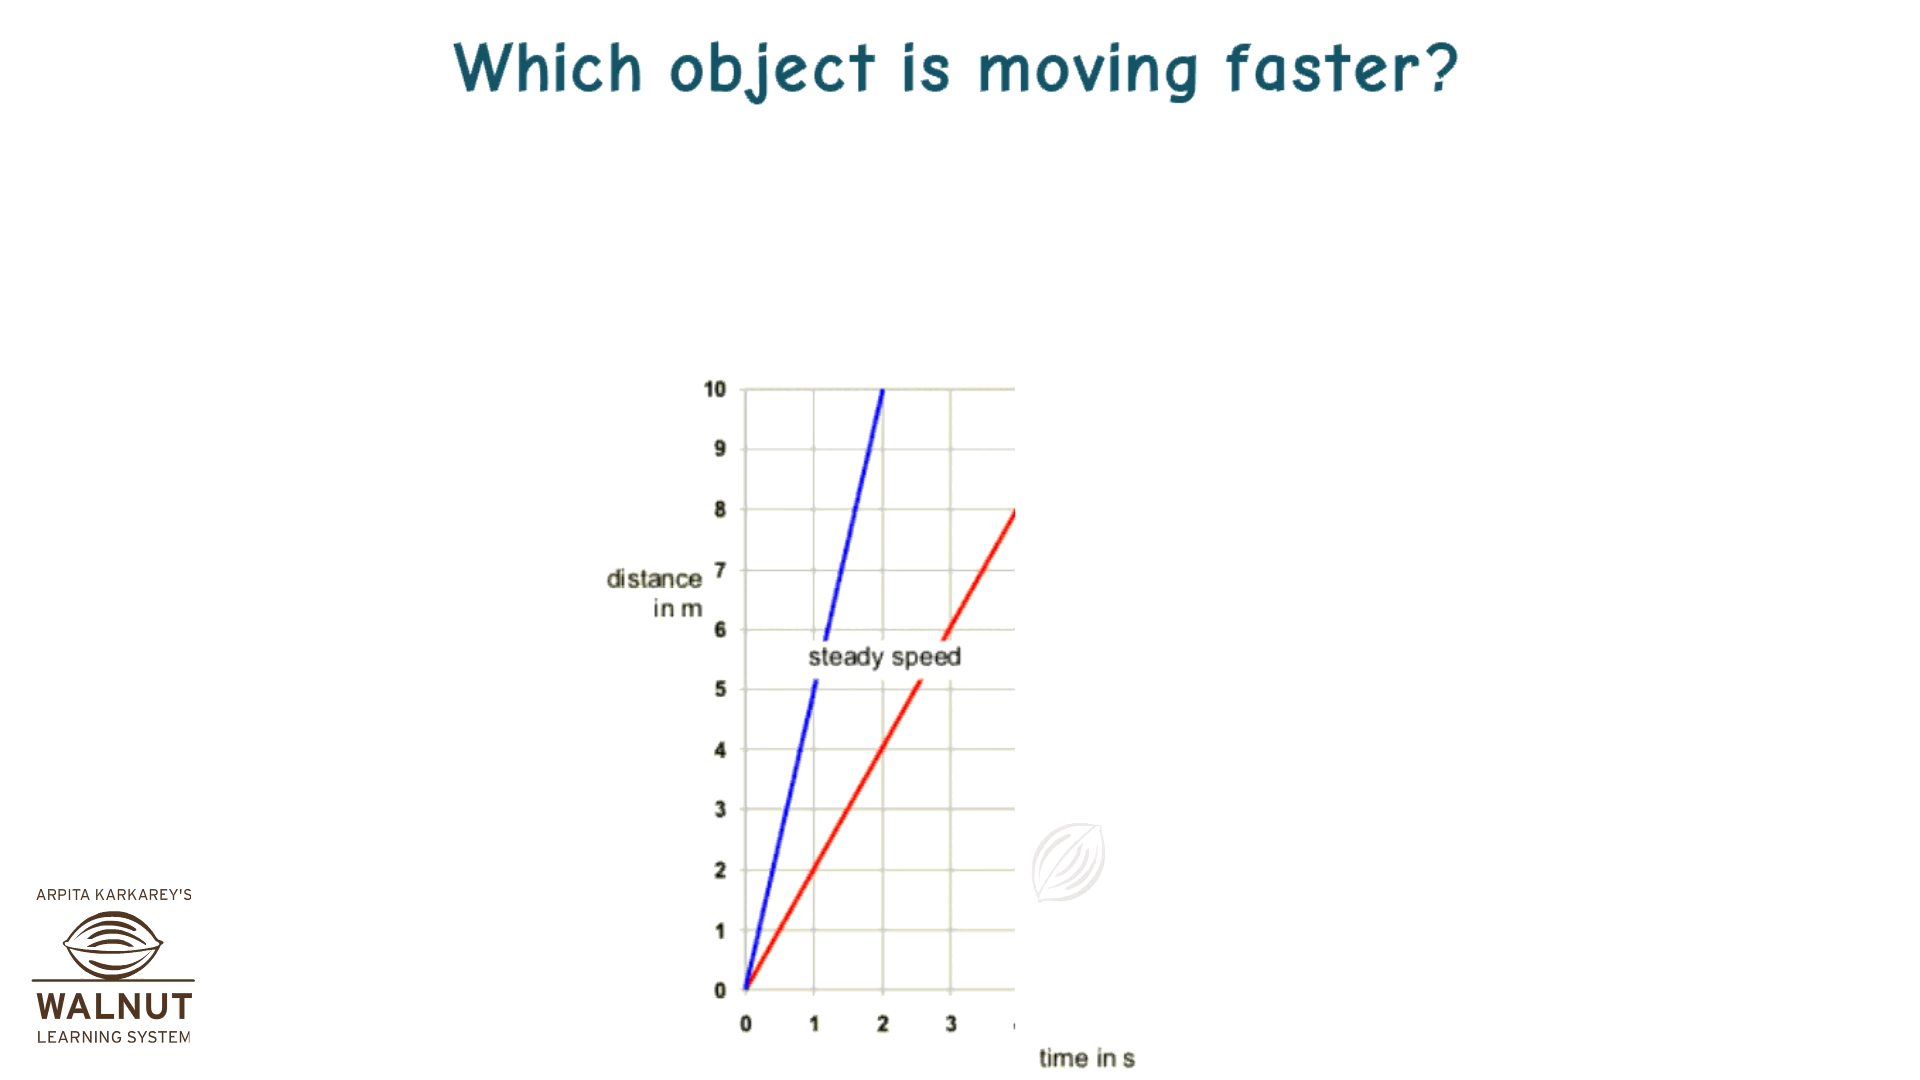 Which object is moving faster?
10
9
8
distance
in m
7
6
steady speed
5
4
3
2
1
0
0 1 2 3
time in s
ARPITA KARKAREY'S
WALNUT
LEARNING SYSTEM